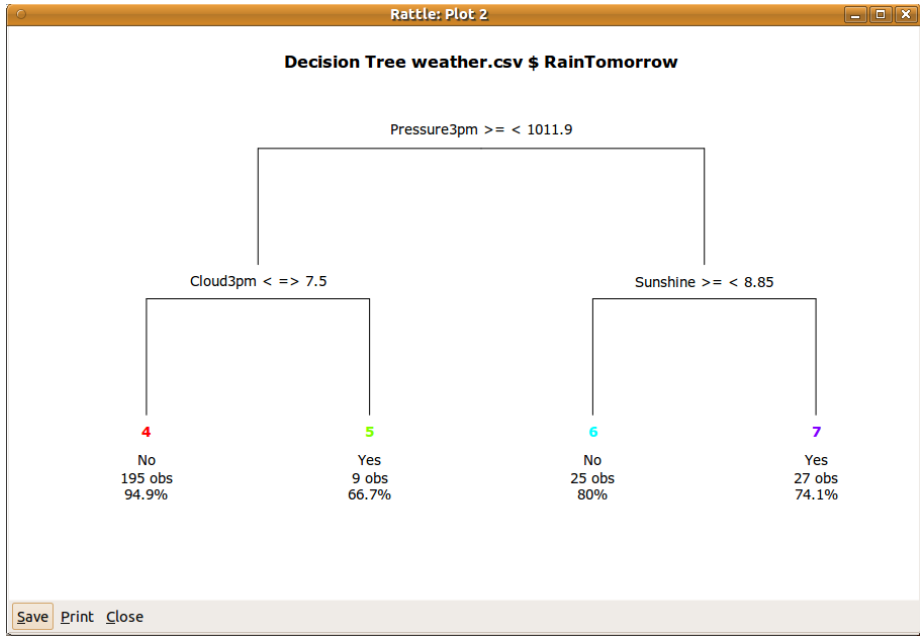 Rattle: Plot 2
Decision Tree weather.csv $ RainTomorrow
Pressure3pm >= < 1011.9
Cloud3pm < => 7.5
Sunshine >= < 8.85
4
5
6
7
No
Yes
No
Yes
195 obs
9 obs
25 obs
27 obs
94.9%
66.7%
80%
74.1%
Save Print Close